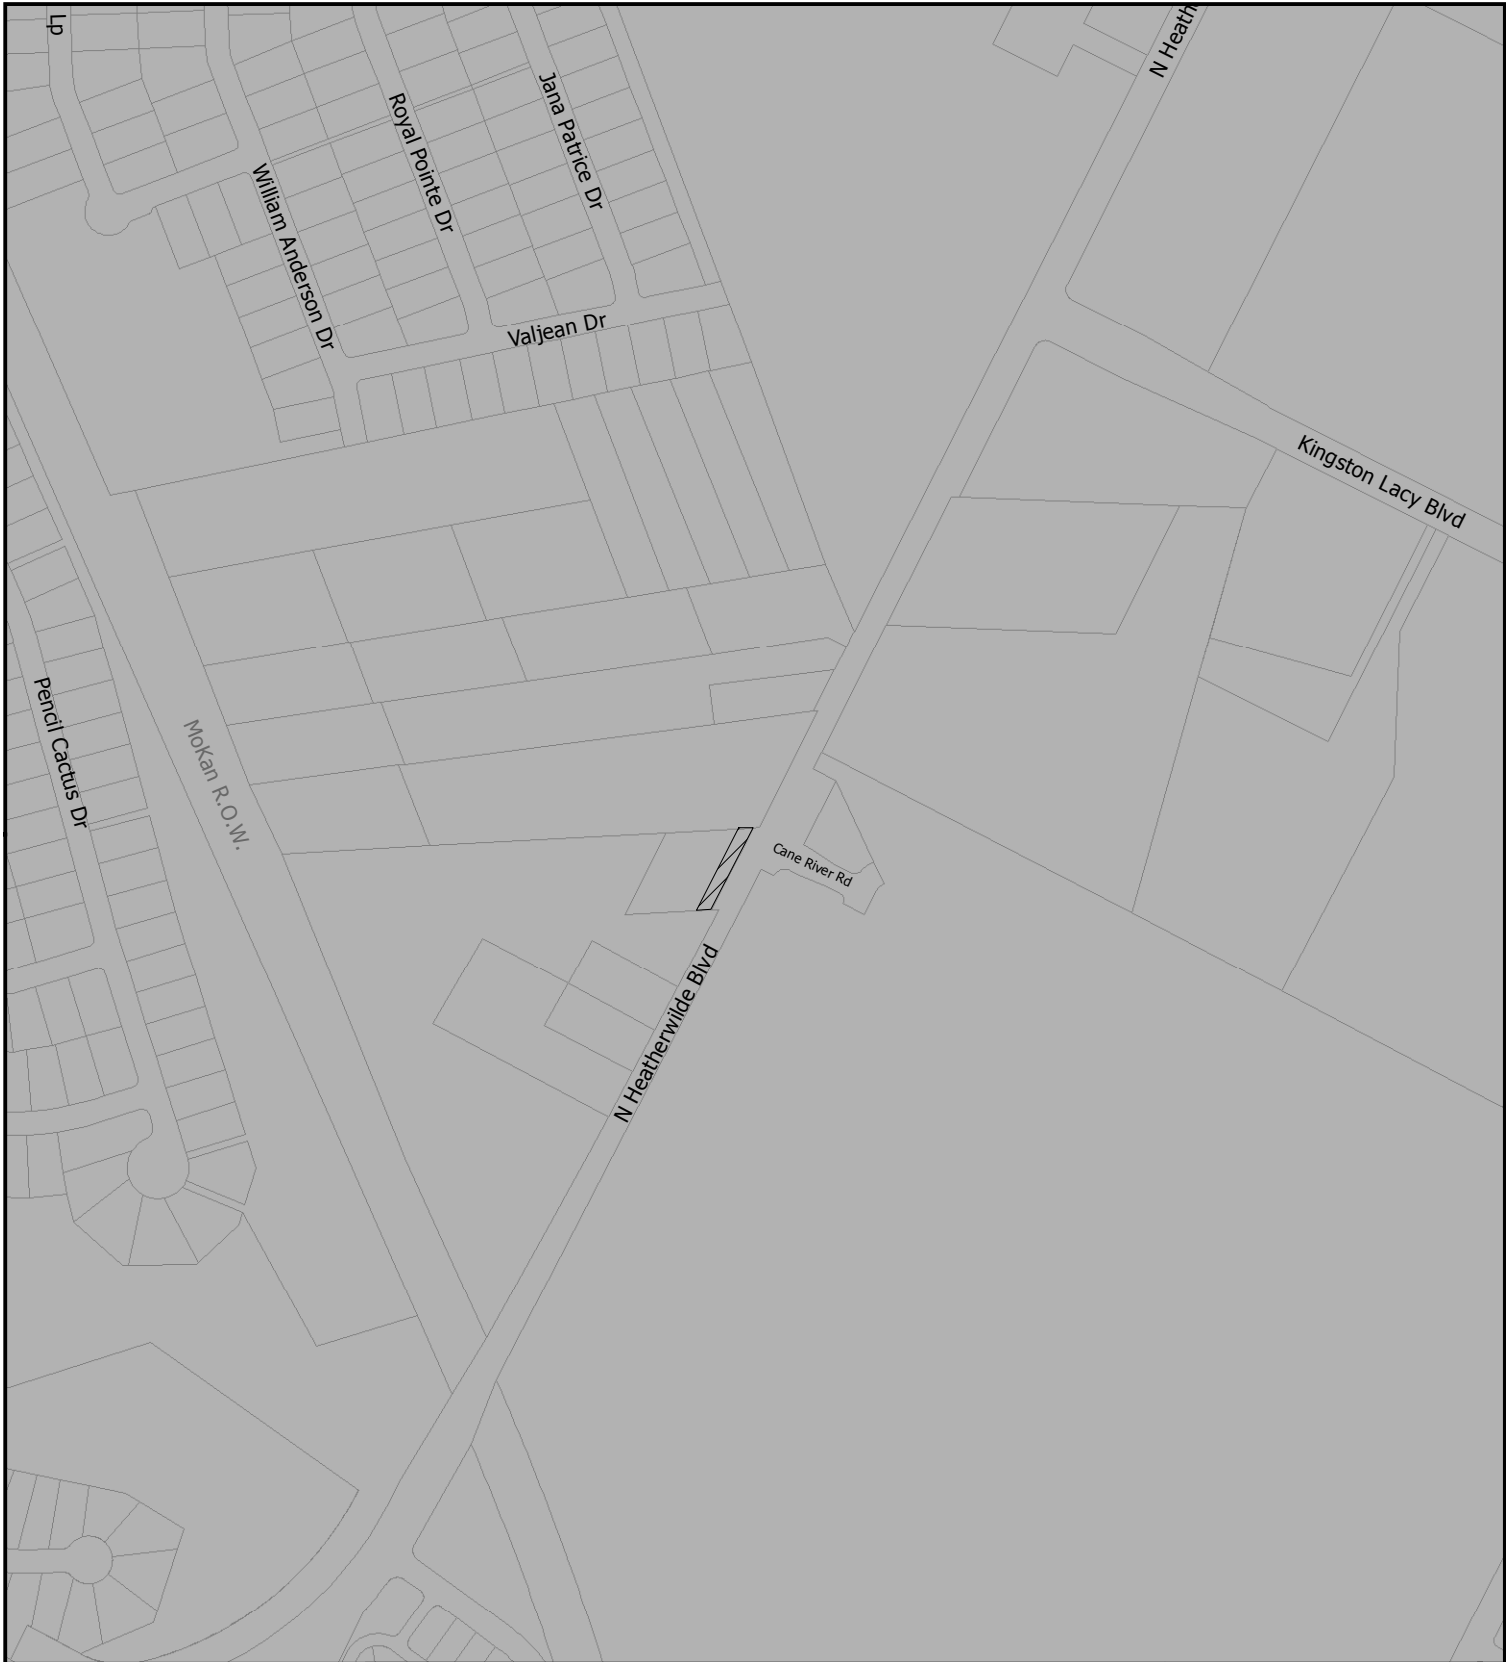 Lp
N Heath
Jana Patrice Dr
Royal Pointe Dr
William Anderson Dr
Valjean Dr
Kingston Lacy Blvd
Pencil Cactus Dr
MoKan R.O.W.
Cane River Rd
N Heatherwilde Blvd